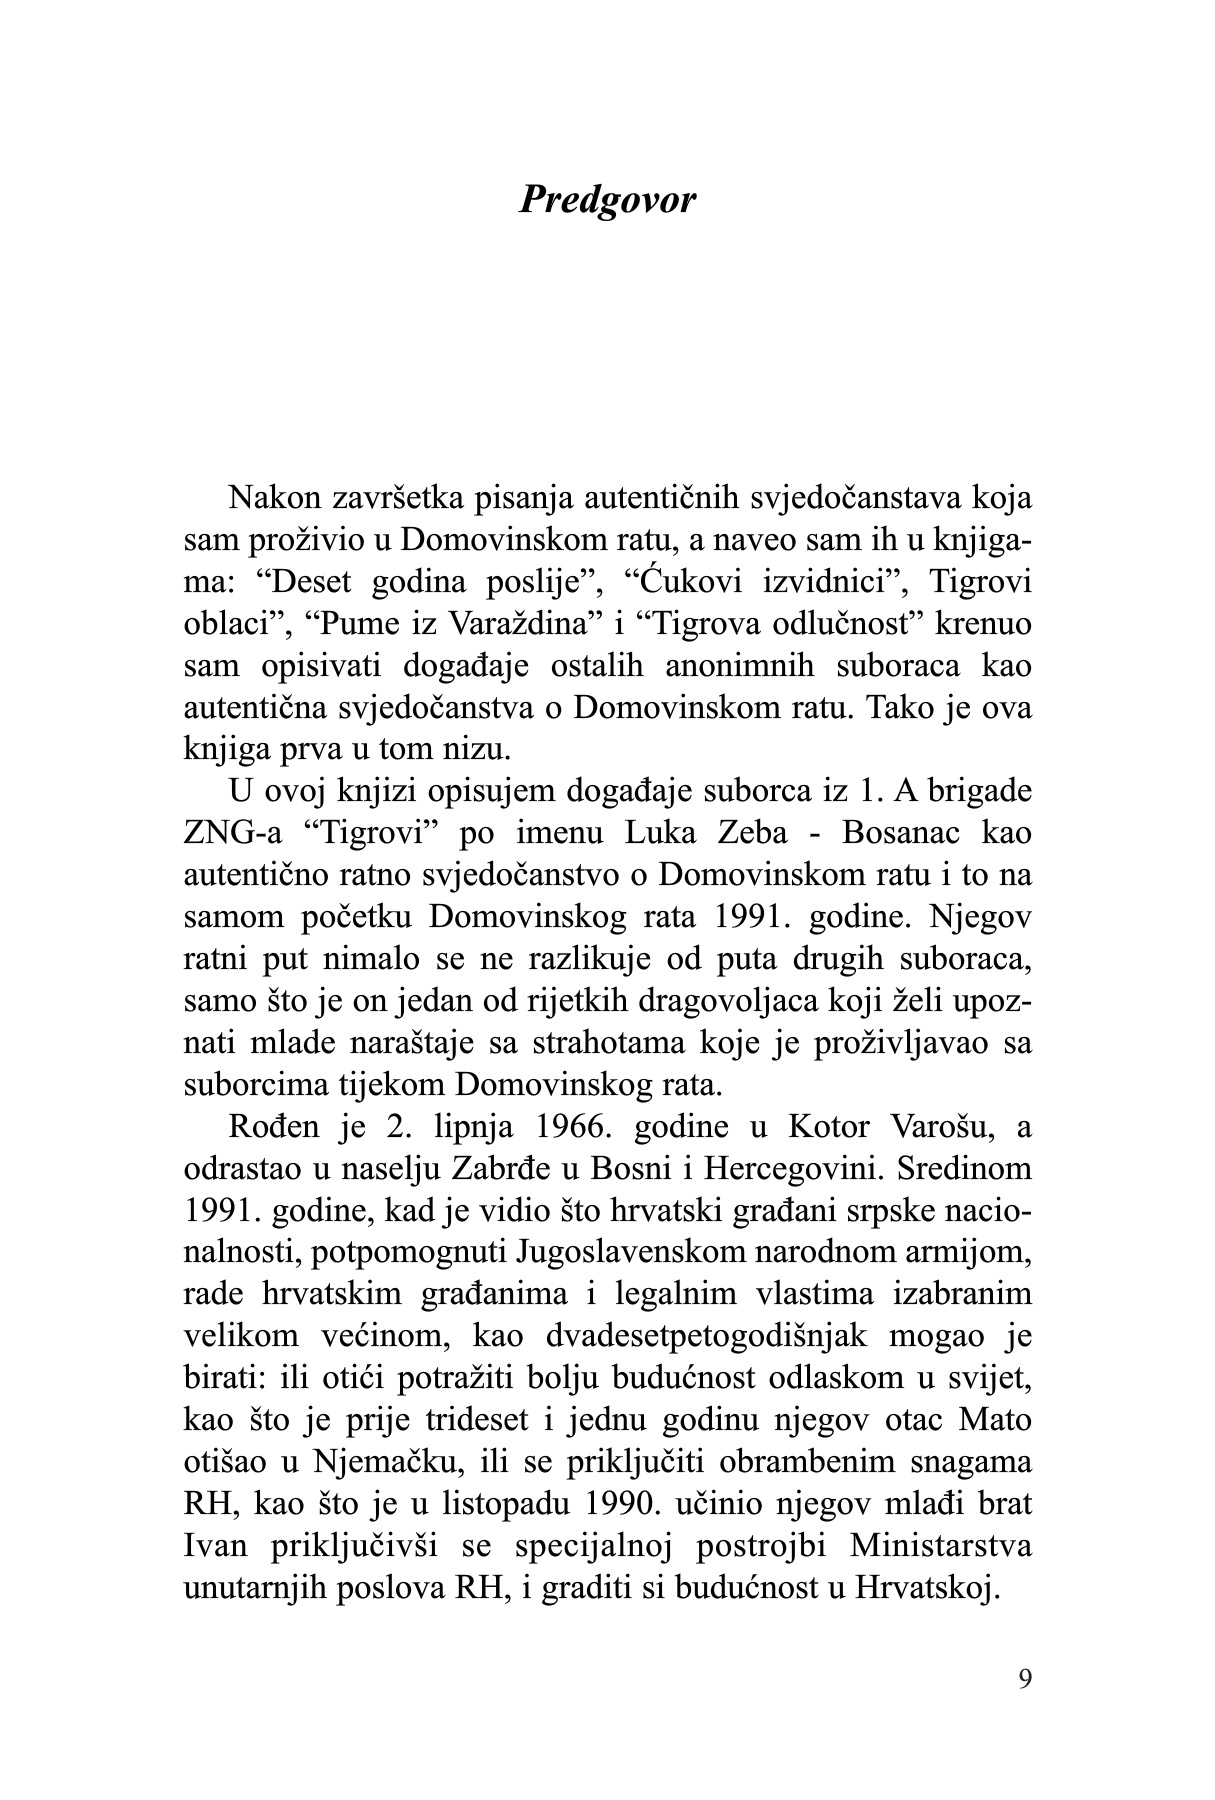 Predgovor
Nakon završetka pisanja autentičnih svjedočanstava koja
sam proživio u Domovinskom ratu, a naveo sam ih u knjiga-
ma: “Deset godina poslije”, “Ćukovi izvidnici”, Tigrovi
oblaci”, “Pume iz Varaždina” i “Tigrova odlučnost” krenuo
sam opisivati događaje ostalih anonimnih suboraca kao
autentična svjedočanstva o Domovinskom ratu. Tako je ova
knjiga prva u tom nizu.
U ovoj knjizi opisujem događaje suborca iz 1. A brigade
ZNG-a “Tigrovi” po imenu Luka Zeba - Bosanac kao
autentično ratno svjedočanstvo o Domovinskom ratu i to na
samom početku Domovinskog rata 1991. godine. Njegov
ratni put nimalo se ne razlikuje od puta drugih suboraca,
samo što je on jedan od rijetkih dragovoljaca koji želi upoz-
nati mlade naraštaje sa strahotama koje je proživljavao sa
suborcima tijekom Domovinskog rata.
Rođen je 2. lipnja 1966. godine u Kotor Varošu, a
odrastao u naselju Zabrđe u Bosni i Hercegovini. Sredinom
1991. godine, kad je vidio što hrvatski građani srpske nacio-
nalnosti, potpomognuti Jugoslavenskom narodnom armijom,
rade hrvatskim građanima i legalnim vlastima izabranim
velikom većinom, kao dvadesetpetogodišnjak mogao je
birati: ili otići potražiti bolju budućnost odlaskom u svijet,
kao što je prije trideset i jednu godinu njegov otac Mato
otišao u Njemačku, ili se priključiti obrambenim snagama
RH, kao što je u listopadu 1990. učinio njegov mlađi brat
Ivan priključivši se specijalnoj postrojbi Ministarstva
unutarnjih poslova RH, i graditi si budućnost u Hrvatskoj.
9